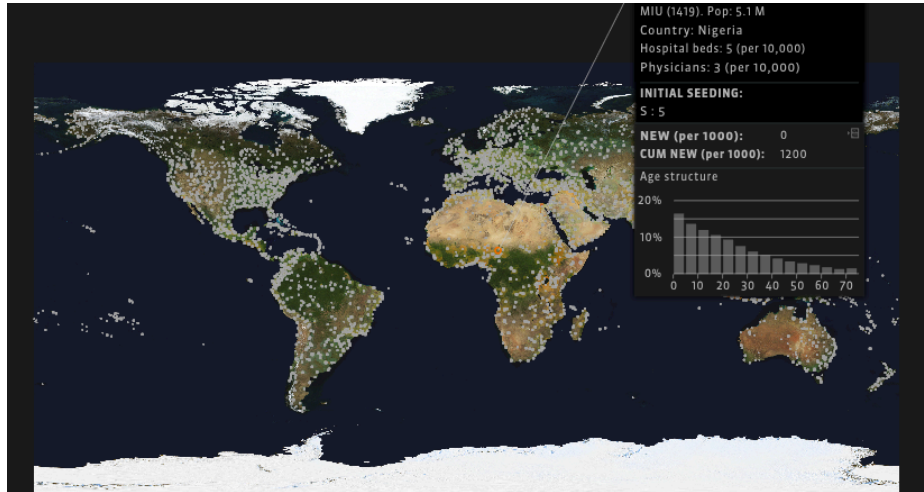 MIU (1419). Pop: 5.1 M
Country: Nigeria
Hospital beds: 5 (per 10,000)
Physicians: 3 (per 10,000)
INITIAL SEEDING:
S : 5
NEW (per 1000): 0
CUM NEW (per 1000): 1200
Age structure
20%
10%
0%
0 10 20 30 40 50 60 70